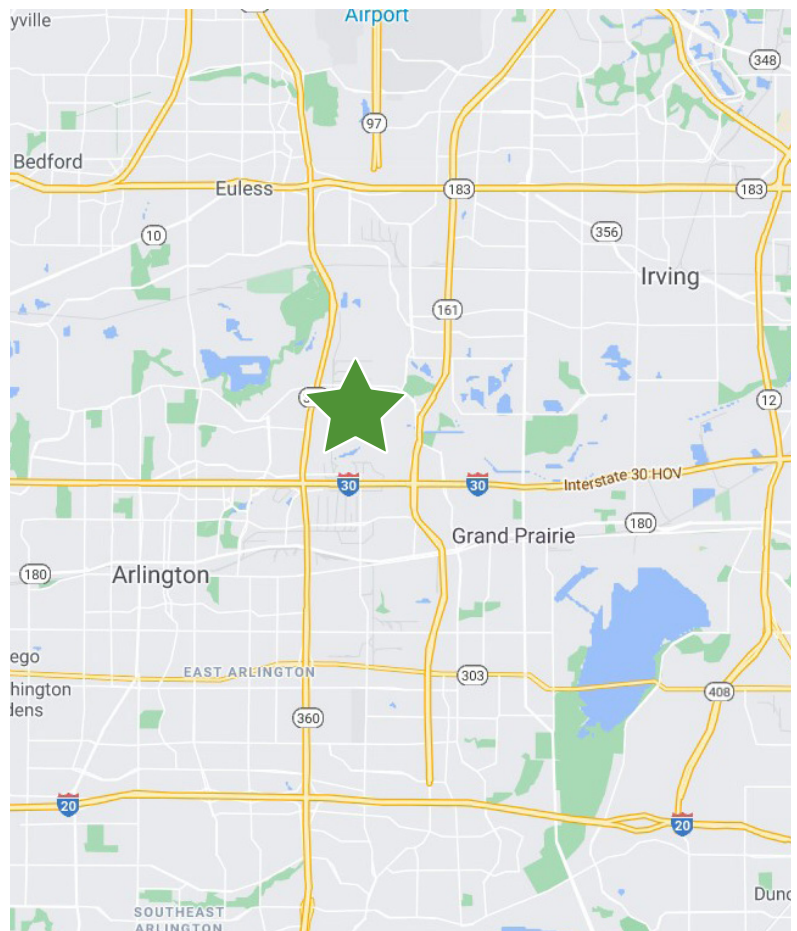 Airport
yville
348
97
Bedford
Euless
183
183
10
356
Irving
161
12
30
30
Interstate 30 HOV
180
Grand Prairie
180
Arlington
ego
EAST ARLINGTON
303
hington
dens
408
360
20
20
Dunc
SOUTHEAST
ARLINGTON